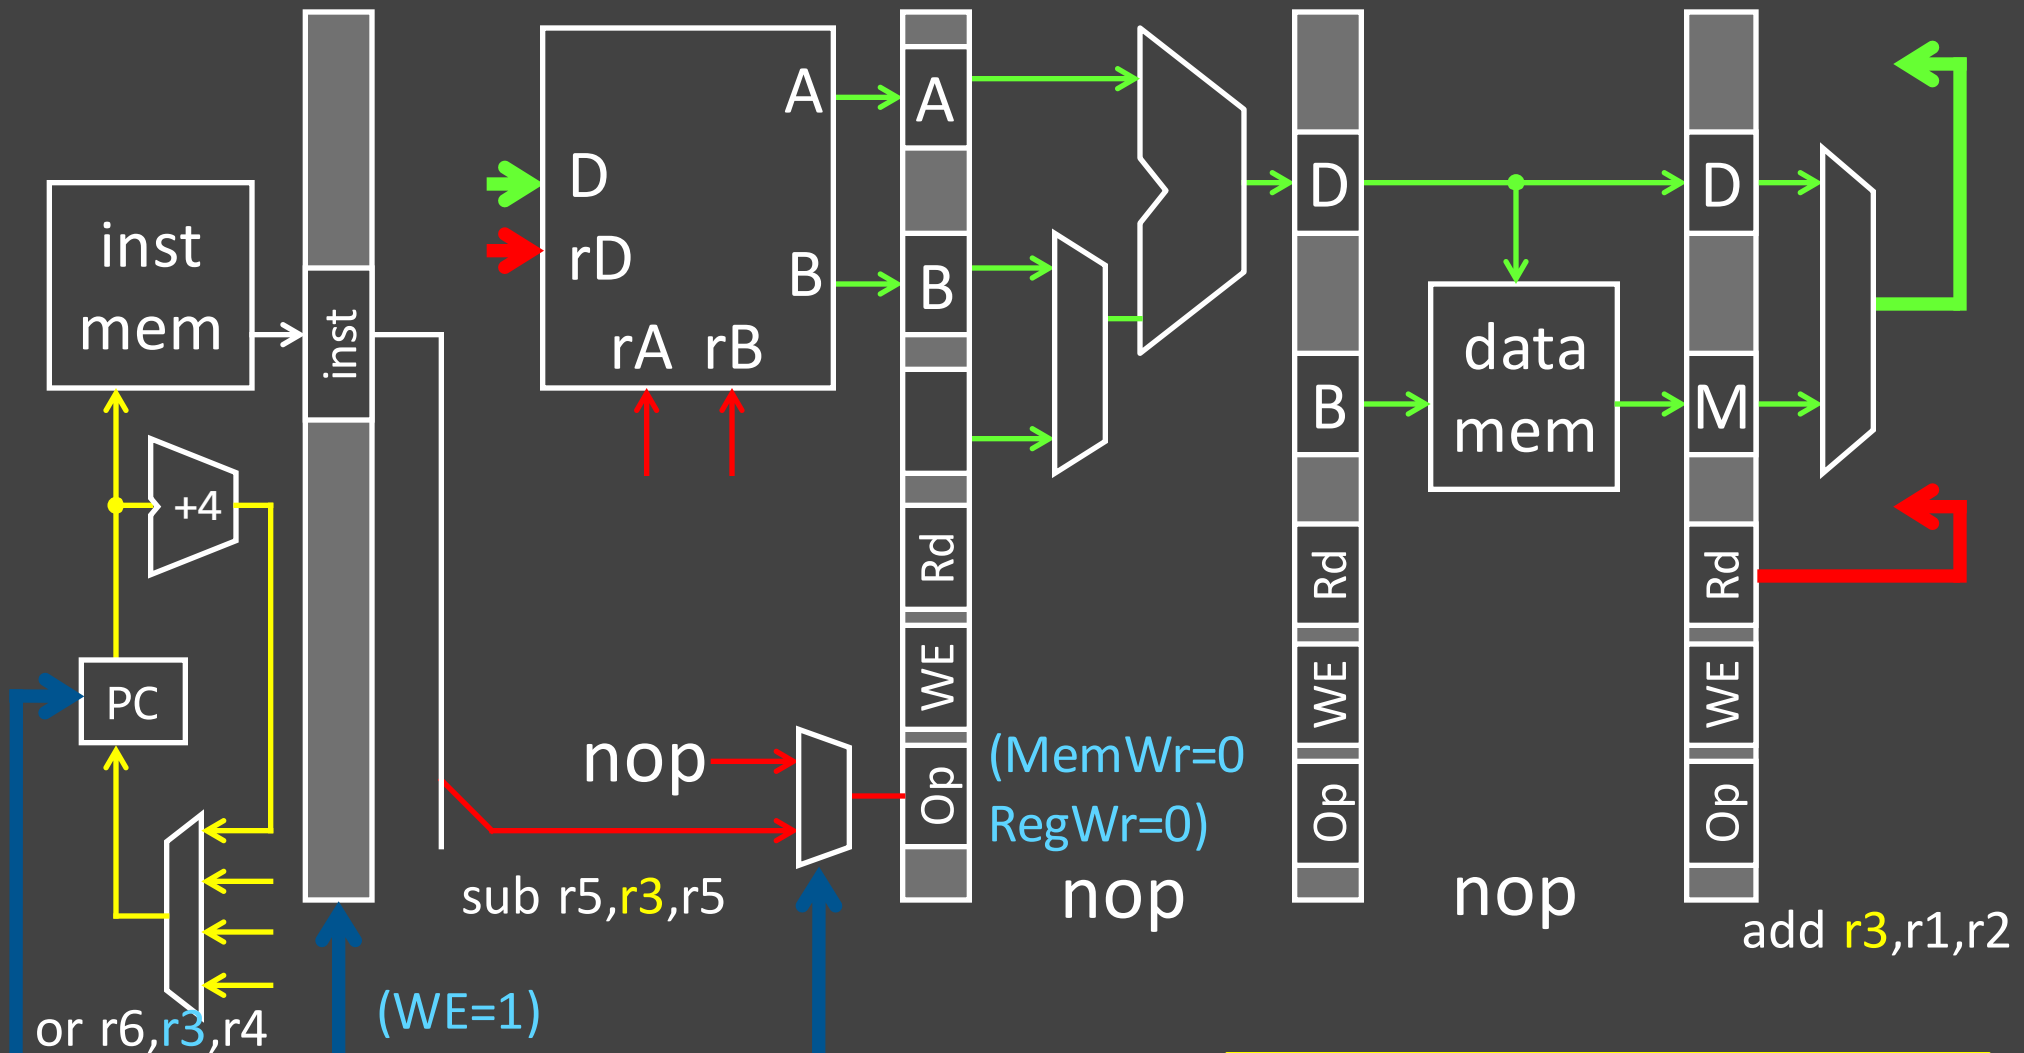 inst
mem
+4
PC
or r6,r3,r4
inst
(WE=1)
A
D
rD
B
rA rB
nop
sub r5,r3,r5
A
B
Rd
WE
Op
(MemWr=0
RegWr=0)
nop
D
B
Rd
WE
Op
data
mem
nop
D
M
Rd
WE
Op
add r3,r1,r2